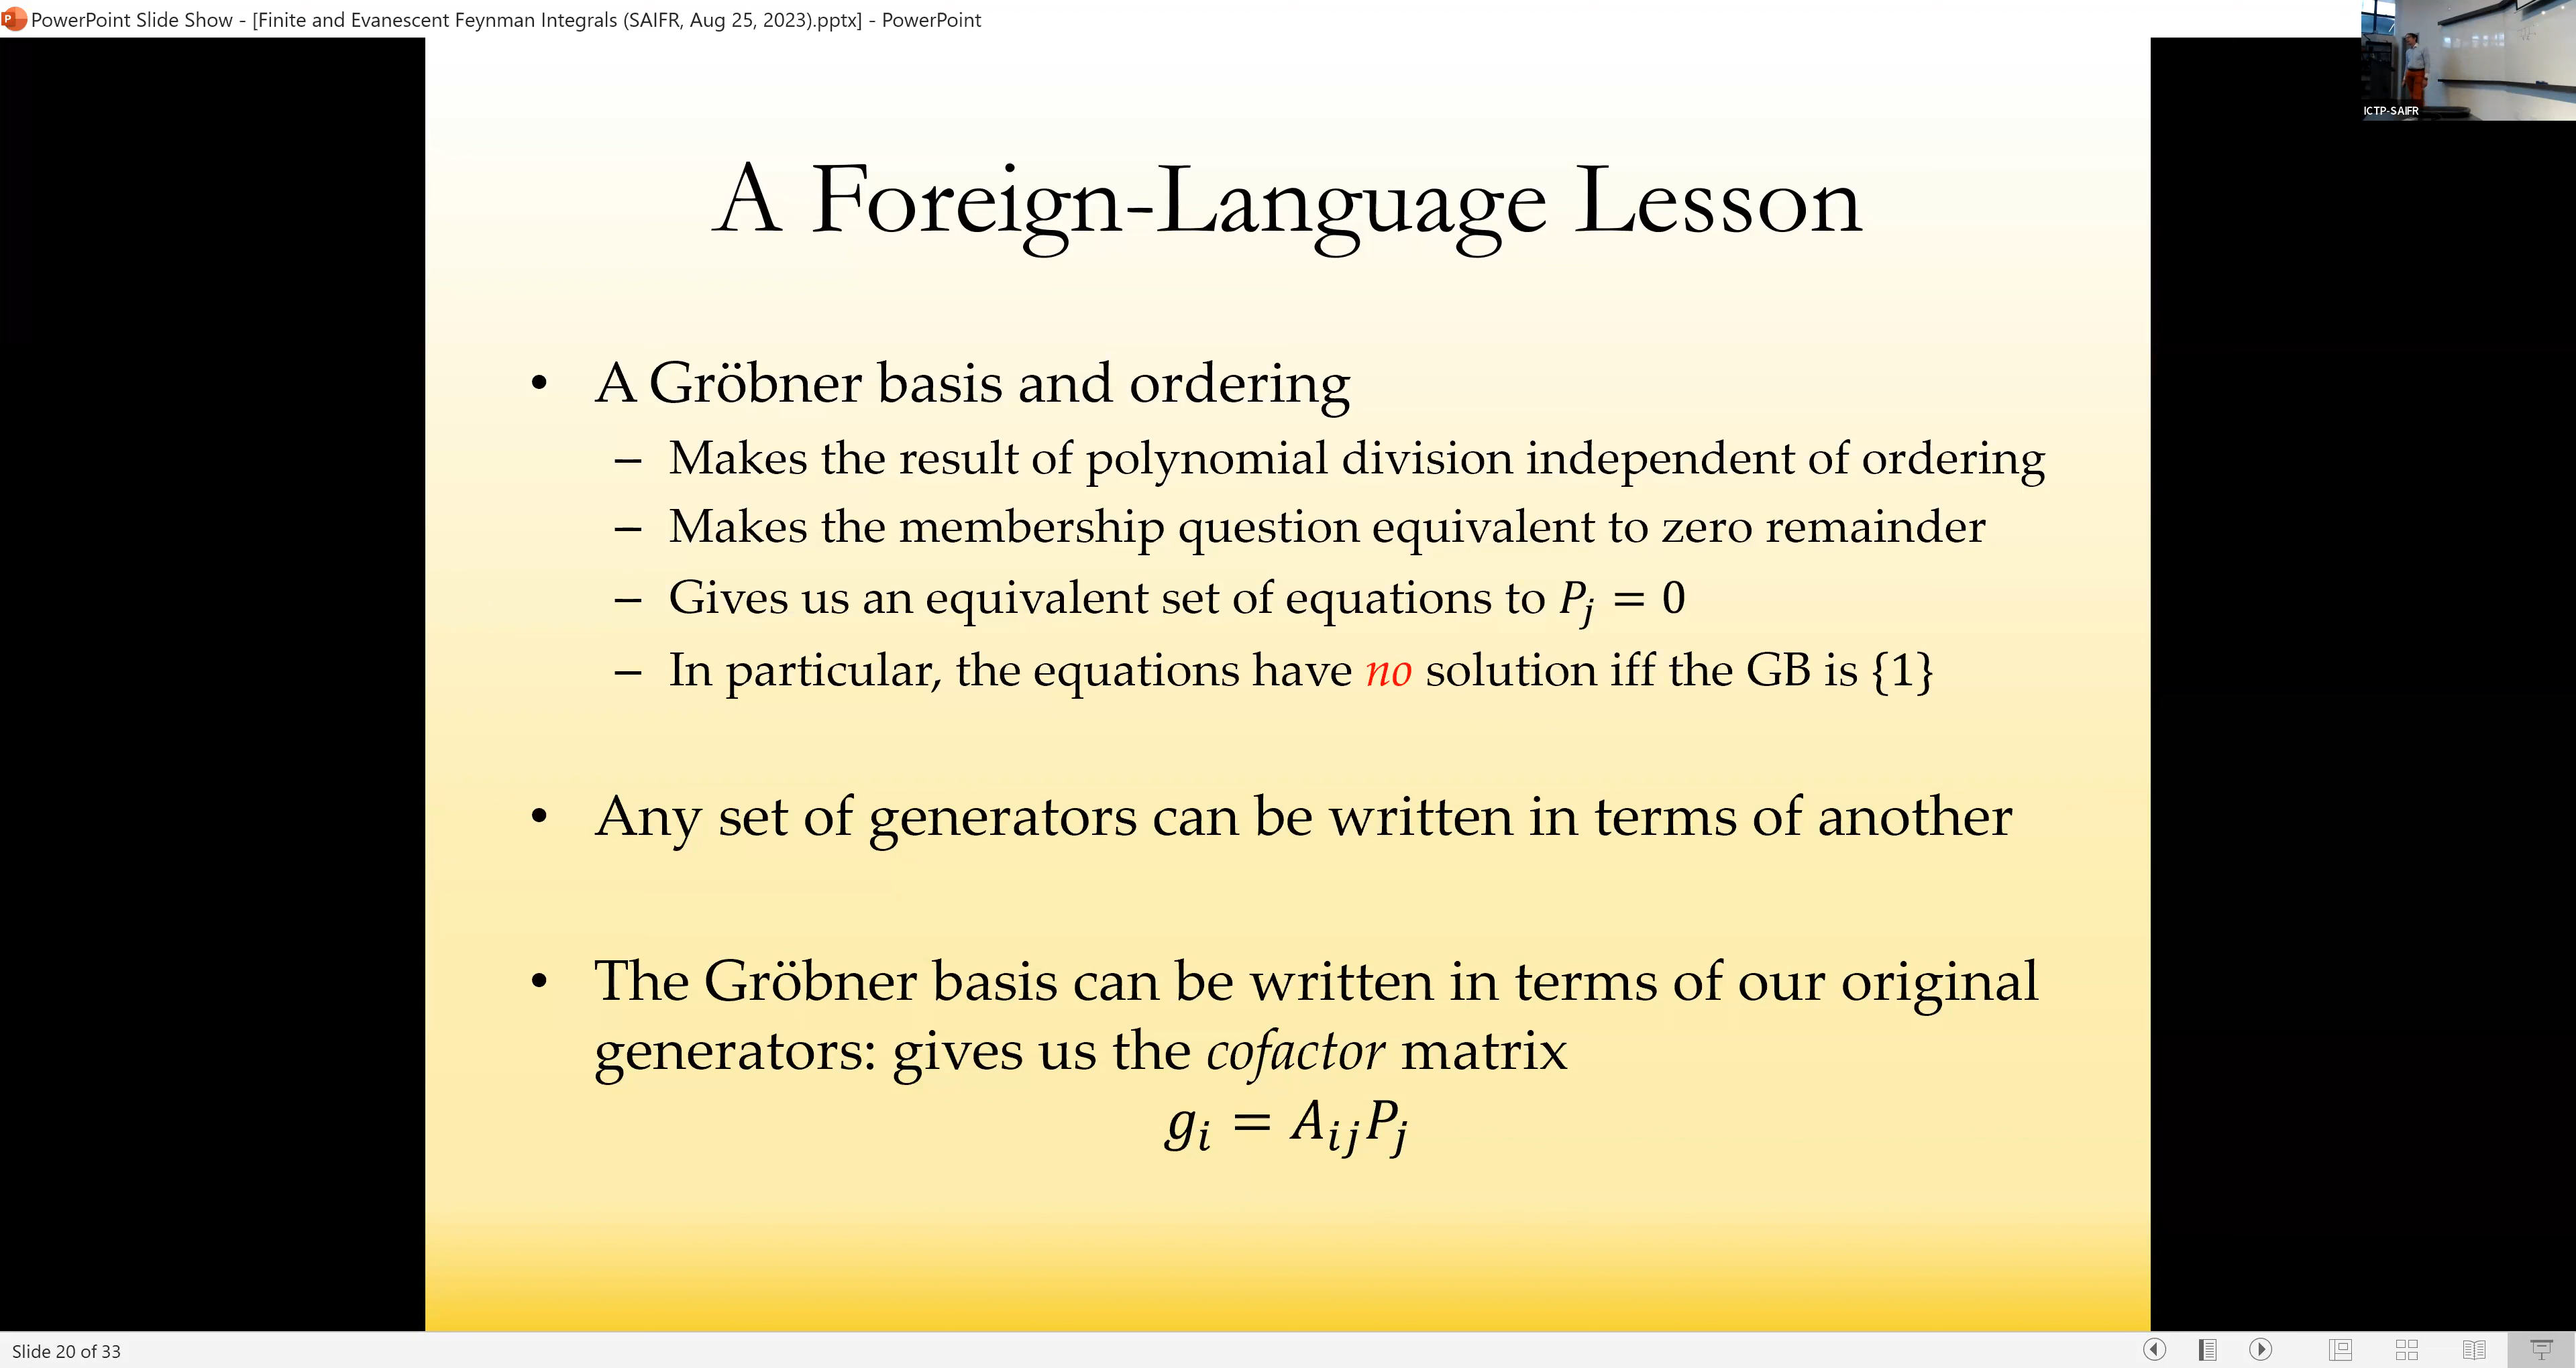 PowerPoint Slide Show - [Finite and Evanescent Feynman Integrals (SAIFR, Aug 25, 2023).pptx] - PowerPoint
ICTP-SAIFR
A Foreign-Language Lesson
• A Gröbner basis and ordering
– Makes the result of polynomial division independent of ordering
– Makes the membership question equivalent to zero remainder
– Gives us an equivalent set of equations to $P_j = 0$
– In particular, the equations have no solution iff the GB is {1}
• Any set of generators can be written in terms of another
• The Gröbner basis can be written in terms of our original
generators: gives us the cofactor matrix
$g_i = A_{ij} P_j$
Slide 20 of 33